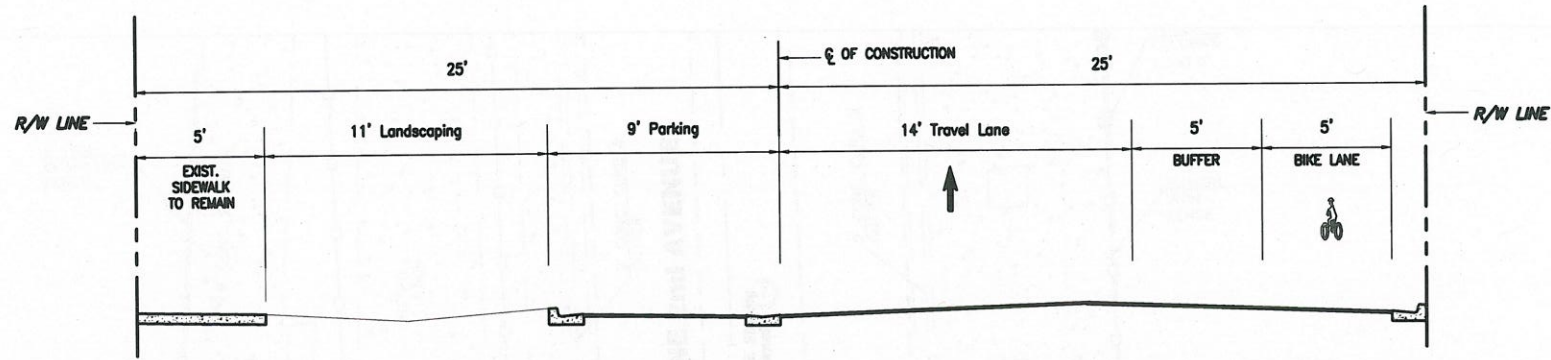 ℄ OF CONSTRUCTION
25'
25'
R/W LINE
R/W LINE
5'
11' Landscaping
9' Parking
14' Travel Lane
5'
5'
EXIST.
SIDEWALK
TO REMAIN
BUFFER
BIKE LANE